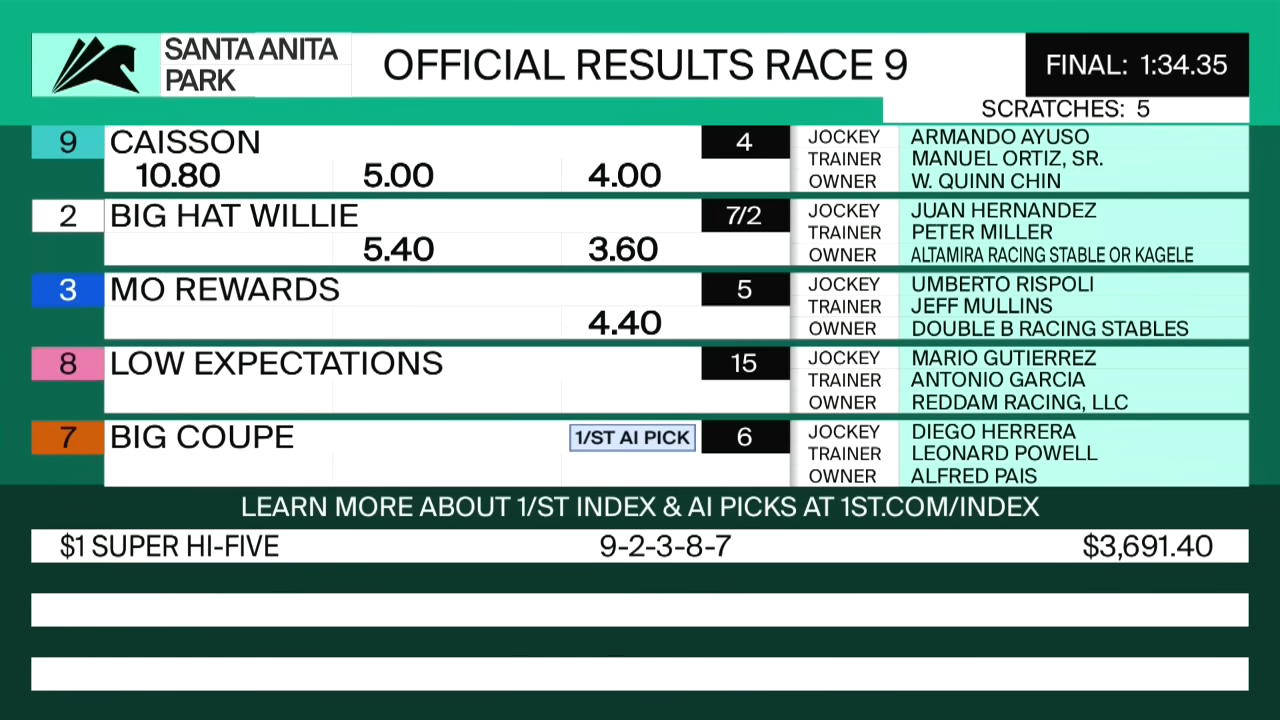 SANTA ANITA
PARK
OFFICIAL RESULTS RACE 9
FINAL: 1:34.35
SCRATCHES: 5
9 CAISSON 4
10.80 5.00 4.00
JOCKEY ARMANDO AYUSO
TRAINER MANUEL ORTIZ, SR.
OWNER W. QUINN CHIN
2 BIG HAT WILLIE 7/2
5.40 3.60
JOCKEY JUAN HERNANDEZ
TRAINER PETER MILLER
OWNER ALTAMIRA RACING STABLE OR KAGELE
3 MO REWARDS 5
4.40
JOCKEY UMBERTO RISPOLI
TRAINER JEFF MULLINS
OWNER DOUBLE B RACING STABLES
8 LOW EXPECTATIONS 15
JOCKEY MARIO GUTIERREZ
TRAINER ANTONIO GARCIA
OWNER REDDAM RACING, LLC
7 BIG COUPE 1/ST AI PICK 6
JOCKEY DIEGO HERRERA
TRAINER LEONARD POWELL
OWNER ALFRED PAIS
LEARN MORE ABOUT 1/ST INDEX & AI PICKS AT 1ST.COM/INDEX
$1 SUPER HI-FIVE 9-2-3-8-7 $3,691.40